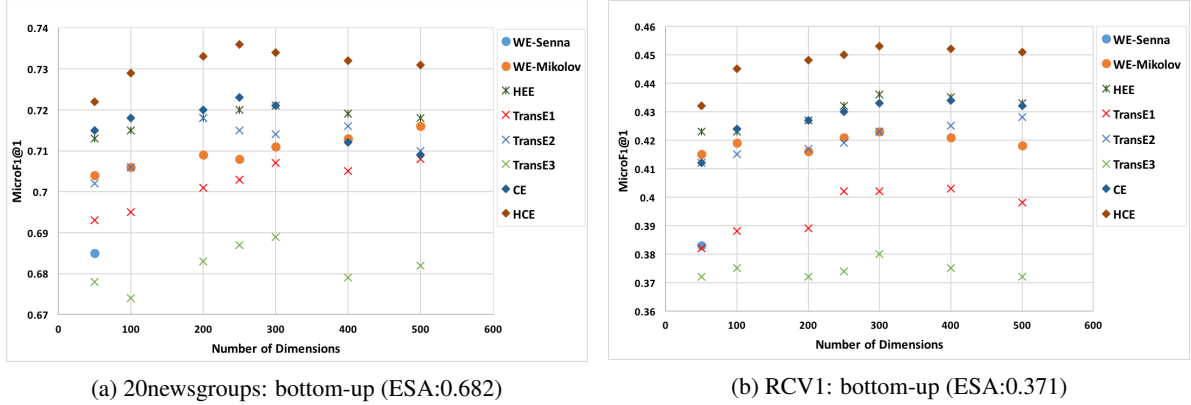 0.74
0.73
0.72
0.71
0.7
0.69
0.68
0.67
MicroF1@1
0 100 200 300 400 500 600
Number of Dimensions
WE-Senna
WE-Mikolov
HEE
TransE1
TransE2
TransE3
CE
HCE
(a) 20newsgroups: bottom-up (ESA:0.682)
0.46
0.45
0.44
0.43
0.42
0.41
0.4
0.39
0.38
0.37
0.36
MicroF1@1
0 100 200 300 400 500 600
Number of Dimensions
WE-Senna
WE-Mikolov
HEE
TransE1
TransE2
TransE3
CE
HCE
(b) RCV1: bottom-up (ESA:0.371)